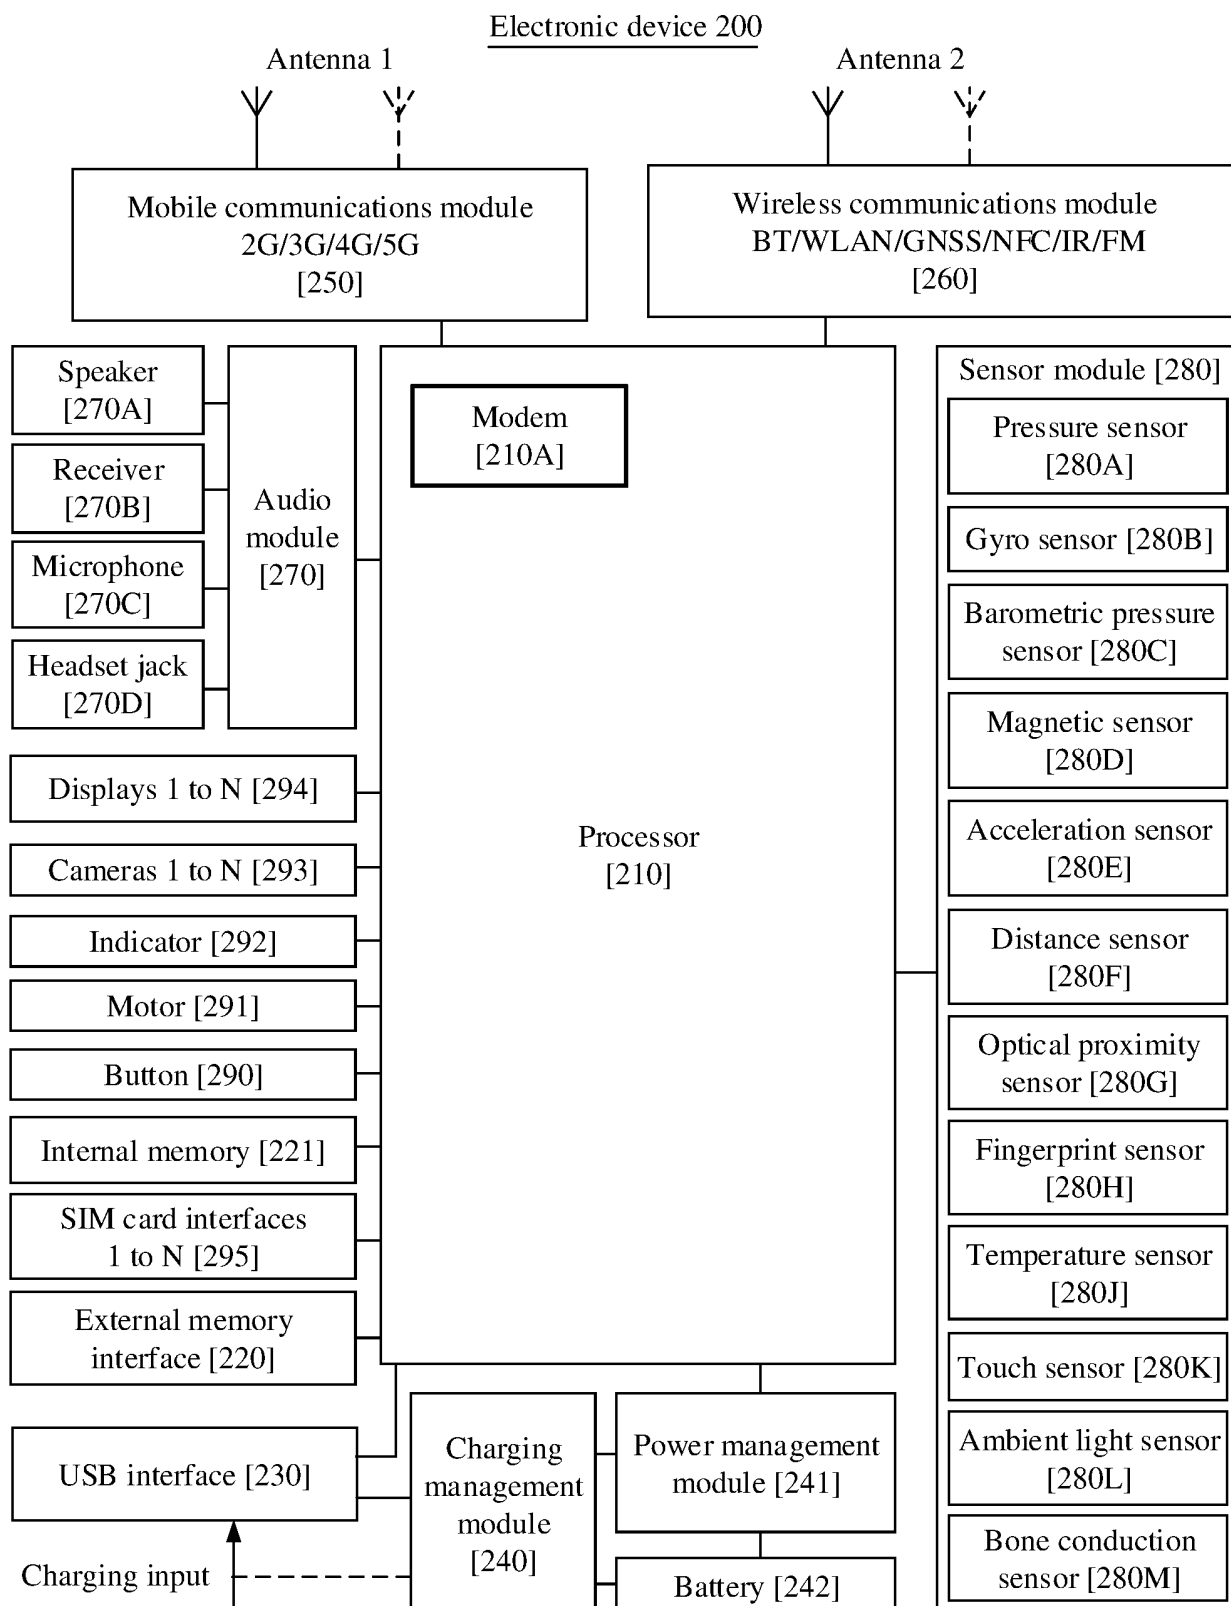 Electronic device 200
Antenna 1
Antenna 2
Mobile communications module
2G/3G/4G/5G
[250]
Wireless communications module
BT/WLAN/GNSS/NFC/IR/FM
[260]
Speaker
[270A]
Receiver
[270B]
Microphone
[270C]
Headset jack
[270D]
Audio
module
[270]
Modem
[210A]
Processor
[210]
Displays 1 to N [294]
Cameras 1 to N [293]
Indicator [292]
Motor [291]
Button [290]
Internal memory [221]
SIM card interfaces
1 to N [295]
External memory
interface [220]
USB interface [230]
Charging input
Charging
management
module
[240]
Power management
module [241]
Battery [242]
Sensor module [280]
Pressure sensor
[280A]
Gyro sensor [280B]
Barometric pressure
sensor [280C]
Magnetic sensor
[280D]
Acceleration sensor
[280E]
Distance sensor
[280F]
Optical proximity
sensor [280G]
Fingerprint sensor
[280H]
Temperature sensor
[280J]
Touch sensor [280K]
Ambient light sensor
[280L]
Bone conduction
sensor [280M]